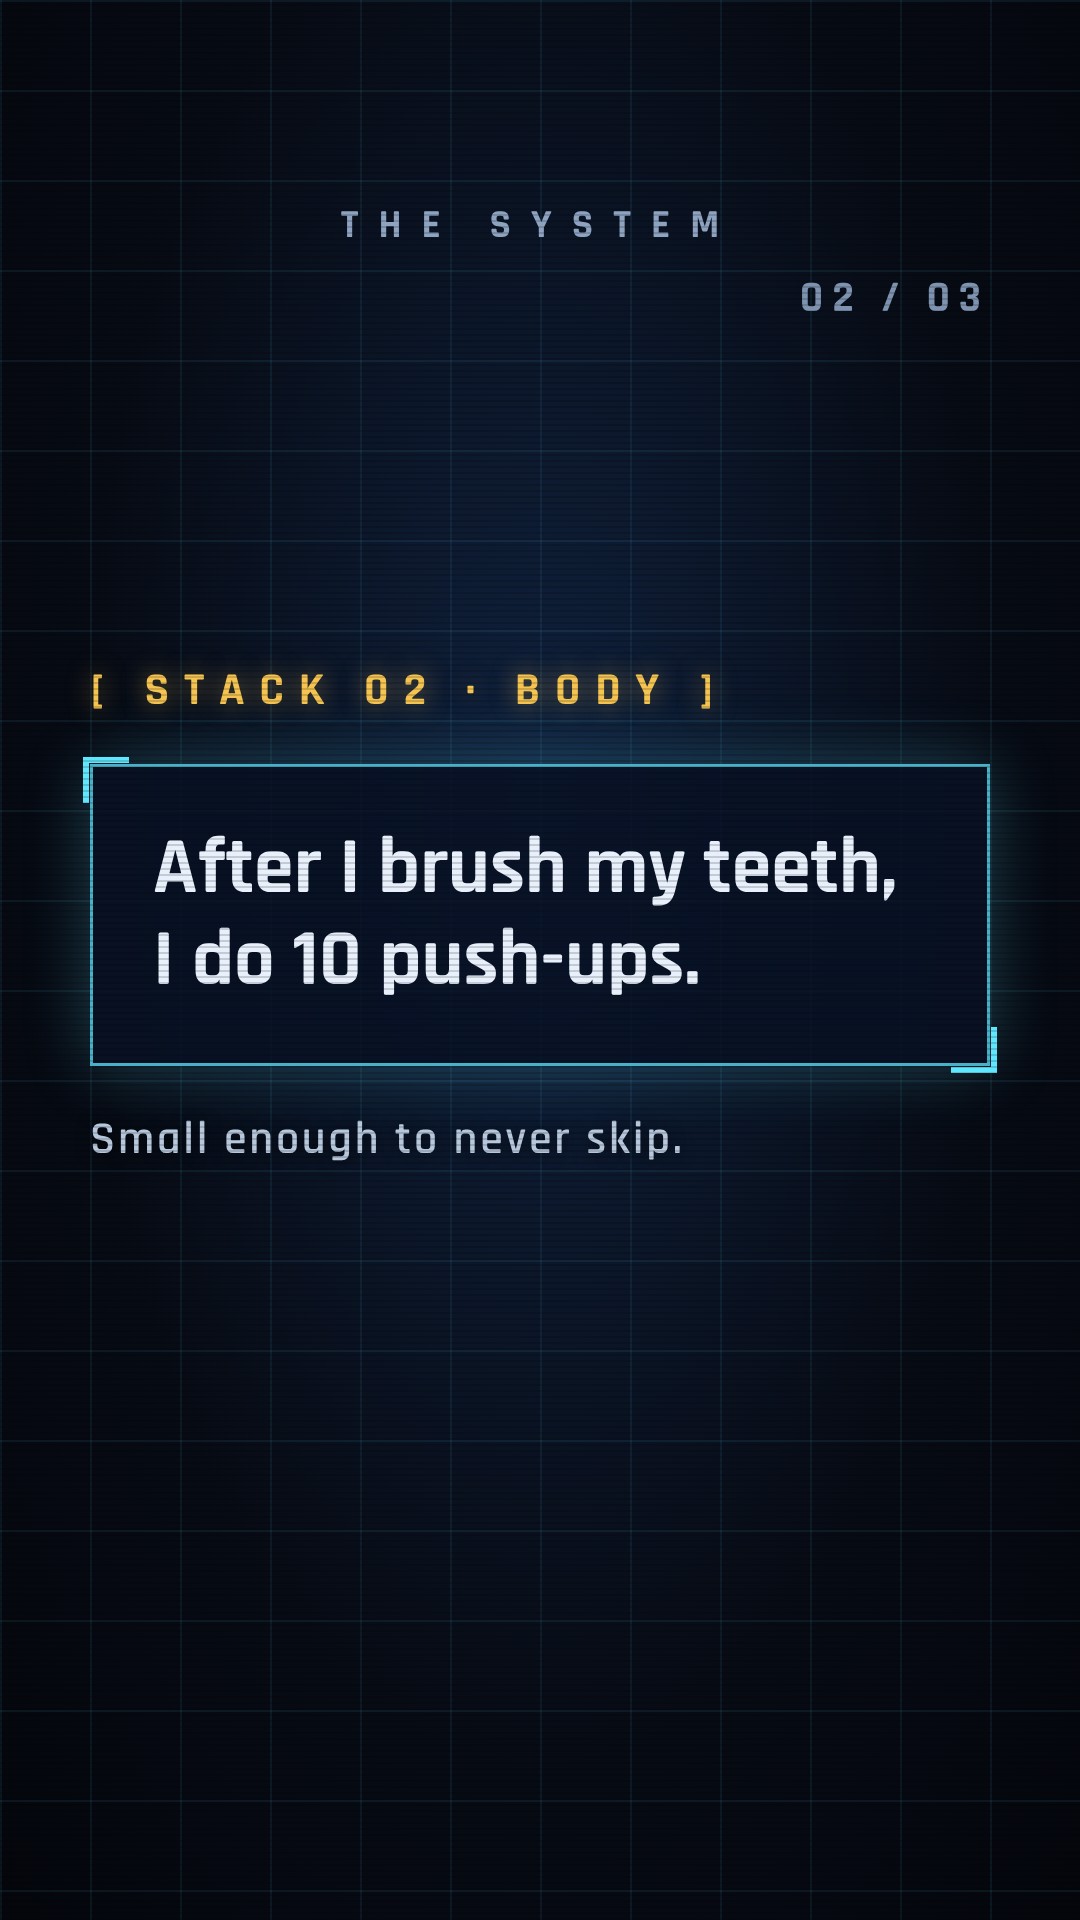 THE SYSTEM
02 / 03
[ STACK 02 · BODY ]
After I brush my teeth,
I do 10 push-ups.
Small enough to never skip.